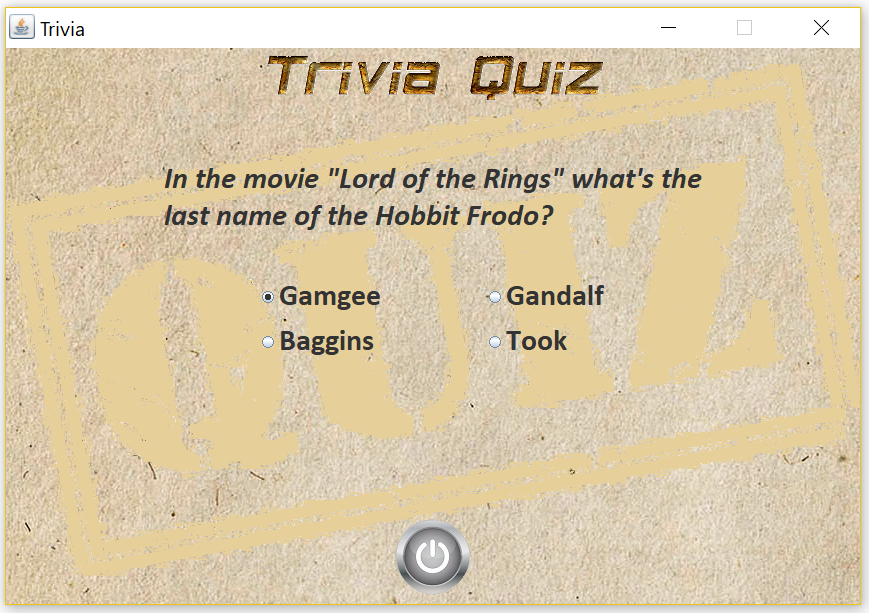 Trivia
Trivia Quiz
QUIZ
In the movie "Lord of the Rings" what's the
last name of the Hobbit Frodo?
Gamgee Gandalf
Baggins Took